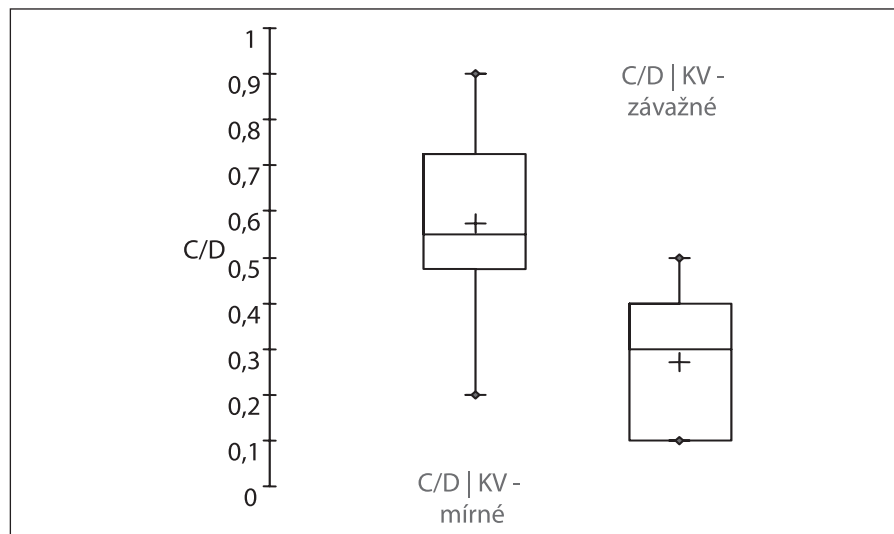 1
0,9
0,8
0,7
0,6
C/D
0,5
0,4
0,3
0,2
0,1
0
C/D | KV -
závažné
C/D | KV -
mírné